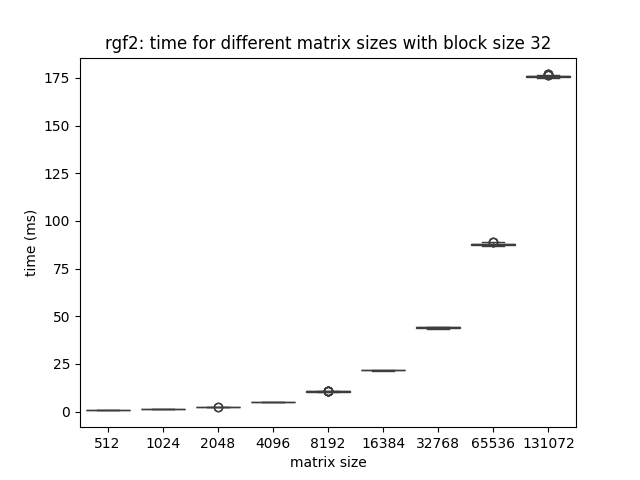 rgf2: time for different matrix sizes with block size 32
175
150
125
100
75
50
25
0
time (ms)
512 1024 2048 4096 8192 16384 32768 65536 131072
matrix size